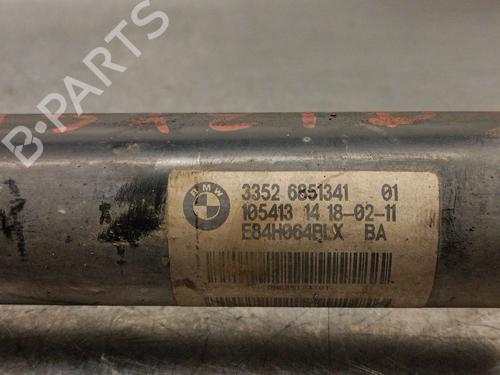 B-PARTS
BMW
3352 6851341 01
105413 14 18-02-11
E84H064BLX BA